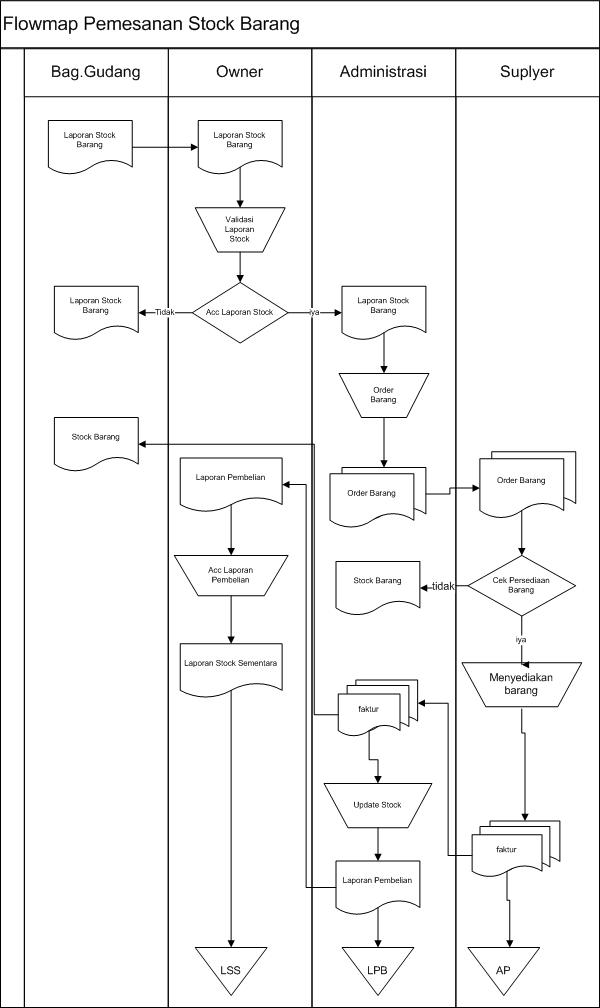 Flowmap Pemesanan Stock Barang
Bag.Gudang
Owner
Administrasi
Suplyer
Laporan Stock
Barang
Laporan Stock
Barang
Validasi
Laporan
Stock
Laporan Stock
Barang
Tidak
Acc Laporan Stock
iya
Laporan Stock
Barang
Order
Barang
Stock Barang
Laporan Pembelian
Order Barang
Order Barang
Acc Laporan
Pembelian
Stock Barang
tidak
Cek Persediaan
Barang
iya
Laporan Stock Sementara
Menyediakan
barang
faktur
Update Stock
faktur
Laporan Pembelian
LSS
LPB
AP